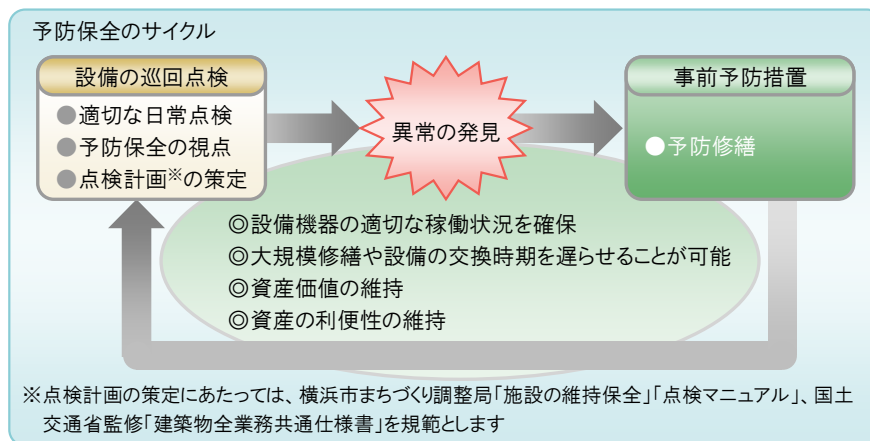 予防保全のサイクル
設備の巡回点検
●適切な日常点検
●予防保全の視点
●点検計画※の策定
異常の発見
事前予防措置
●予防修繕
◎設備機器の適切な稼働状況を確保
◎大規模修繕や設備の交換時期を遅らせることが可能
◎資産価値の維持
◎資産の利便性の維持
※点検計画の策定にあたっては、横浜市まちづくり調整局「施設の維持保全」「点検マニュアル」、国土
交通省監修「建築物全業務共通仕様書」を規範とします